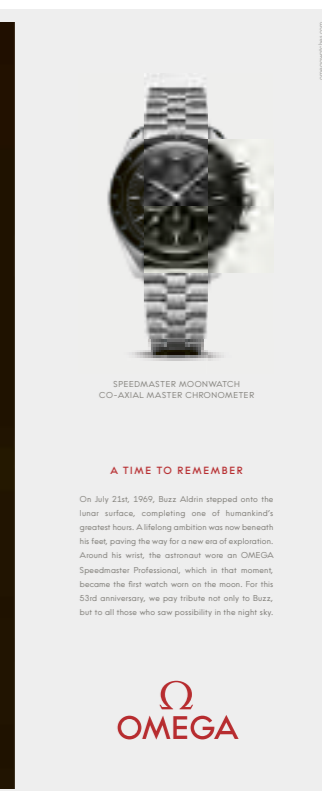 SPEEDMASTER MOONWATCH
CO-AXIAL MASTER CHRONOMETER
A TIME TO REMEMBER
On July 21st, 1969, Buzz Aldrin stepped onto the
lunar surface, completing one of humankind's
greatest hours. A lifelong ambition was now beneath
his feet, paving the way for a new era of exploration.
Around his wrist, the astronaut wore an OMEGA
Speedmaster Professional, which in that moment,
became the first watch worn on the moon. For this
53rd anniversary, we pay tribute not only to Buzz,
but to all those who saw possibility in the night sky.
Ω
OMEGA